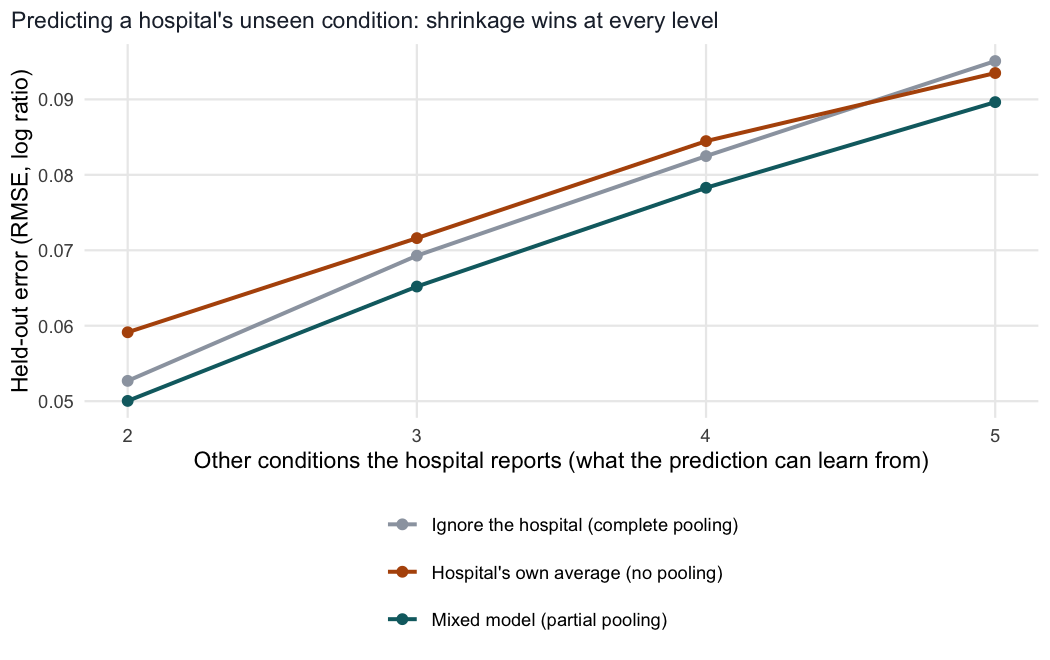 Predicting a hospital's unseen condition: shrinkage wins at every level
Held-out error (RMSE, log ratio)
0.09
0.08
0.07
0.06
0.05
2 3 4 5
Other conditions the hospital reports (what the prediction can learn from)
Ignore the hospital (complete pooling)
Hospital's own average (no pooling)
Mixed model (partial pooling)